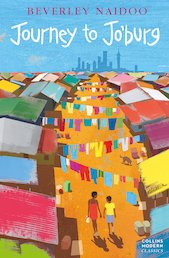 BEVERLEY NAIDOO
Journey to Jo'burg
COLLINS
MODERN
CLASSICS